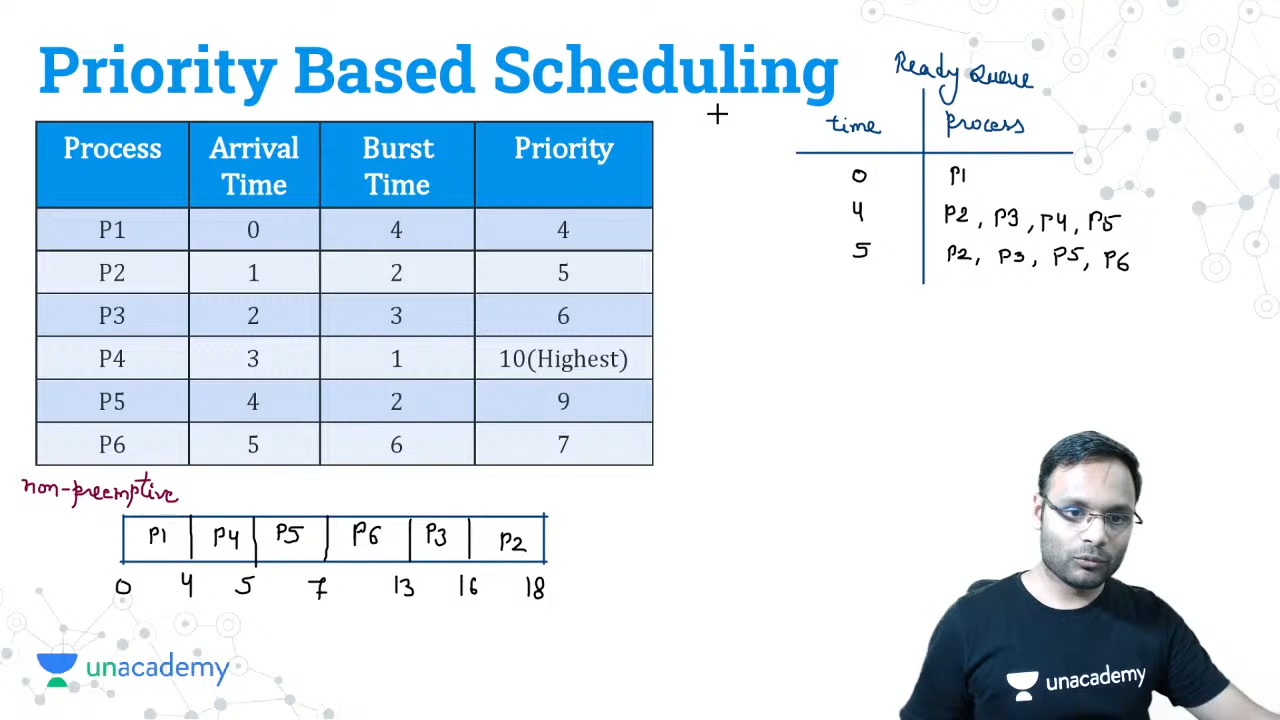 Priority Based Scheduling
Process Arrival Time Burst Time Priority
P1 0 4 4
P2 1 2 5
P3 2 3 6
P4 3 1 10(Highest)
P5 4 2 9
P6 5 6 7
Ready Queue
time process
0 P1
4 P2, P3, P4, P5
5 P2, P3, P5, P6
non-preemptive
P1 P4 P5 P6 P3 P2
0 4 5 7 13 16 18
unacademy
unacademy